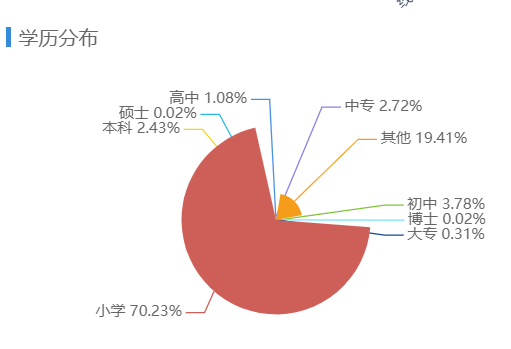 学历分布
高中 1.08%
中专 2.72%
硕士 0.02%
本科 2.43%
其他 19.41%
初中 3.78%
博士 0.02%
大专 0.31%
小学 70.23%